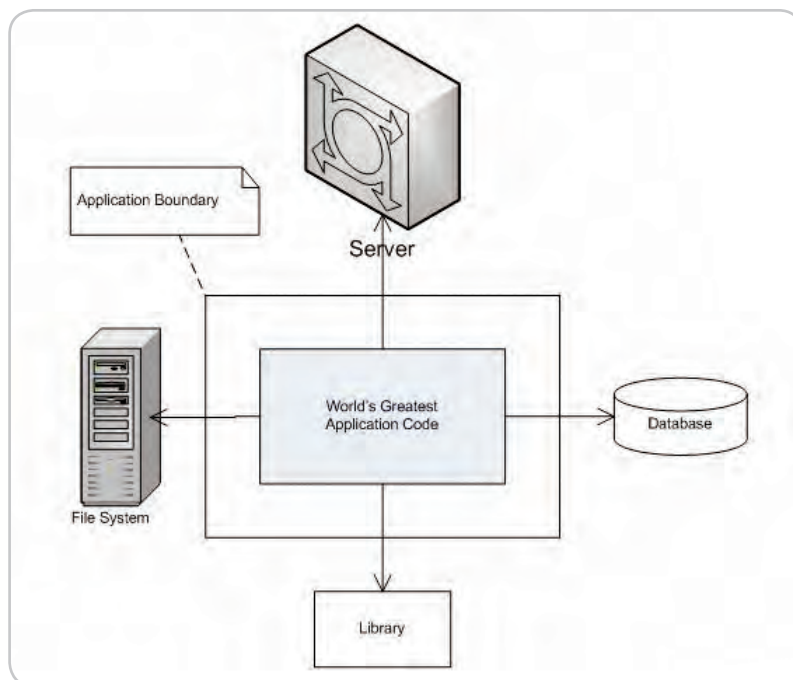 Application Boundary
Server
World's Greatest
Application Code
Database
File System
Library